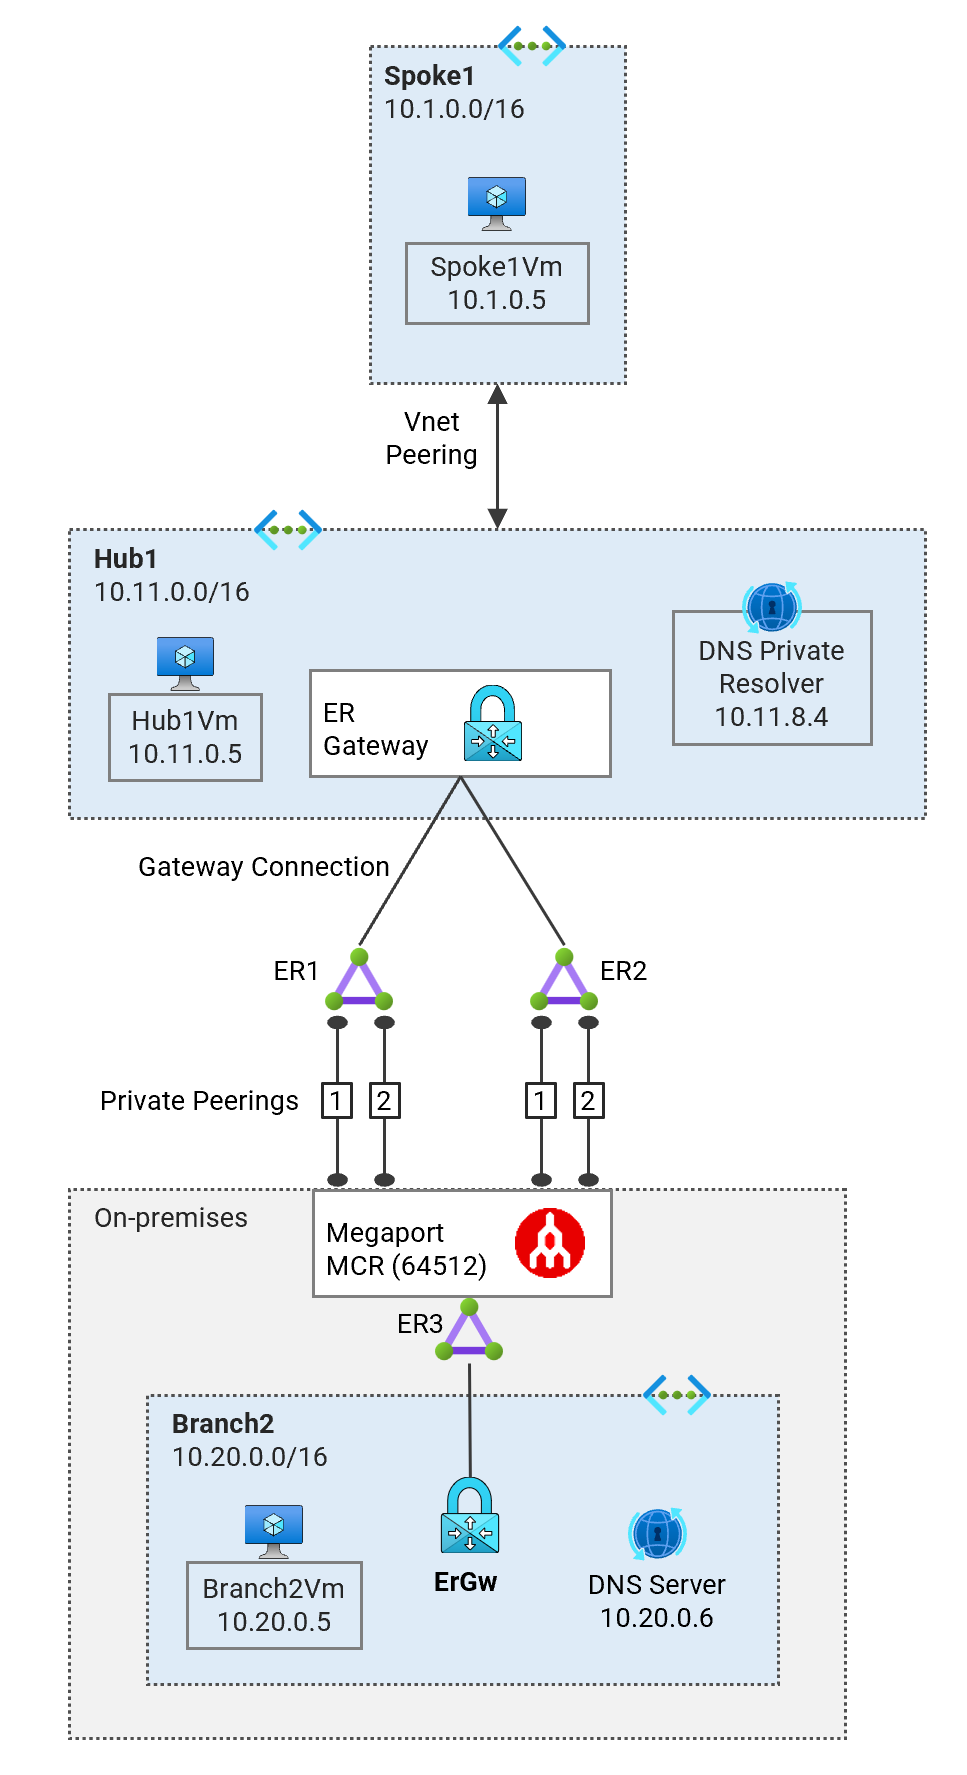 Spoke1
10.1.0.0/16
Spoke1Vm
10.1.0.5
Vnet
Peering
Hub1
10.11.0.0/16
Hub1Vm
10.11.0.5
ER
Gateway
DNS Private
Resolver
10.11.8.4
Gateway Connection
ER1
ER2
Private Peerings
1
2
1
2
On-premises
Megaport
MCR (64512)
ER3
Branch2
10.20.0.0/16
Branch2Vm
10.20.0.5
ErGw
DNS Server
10.20.0.6